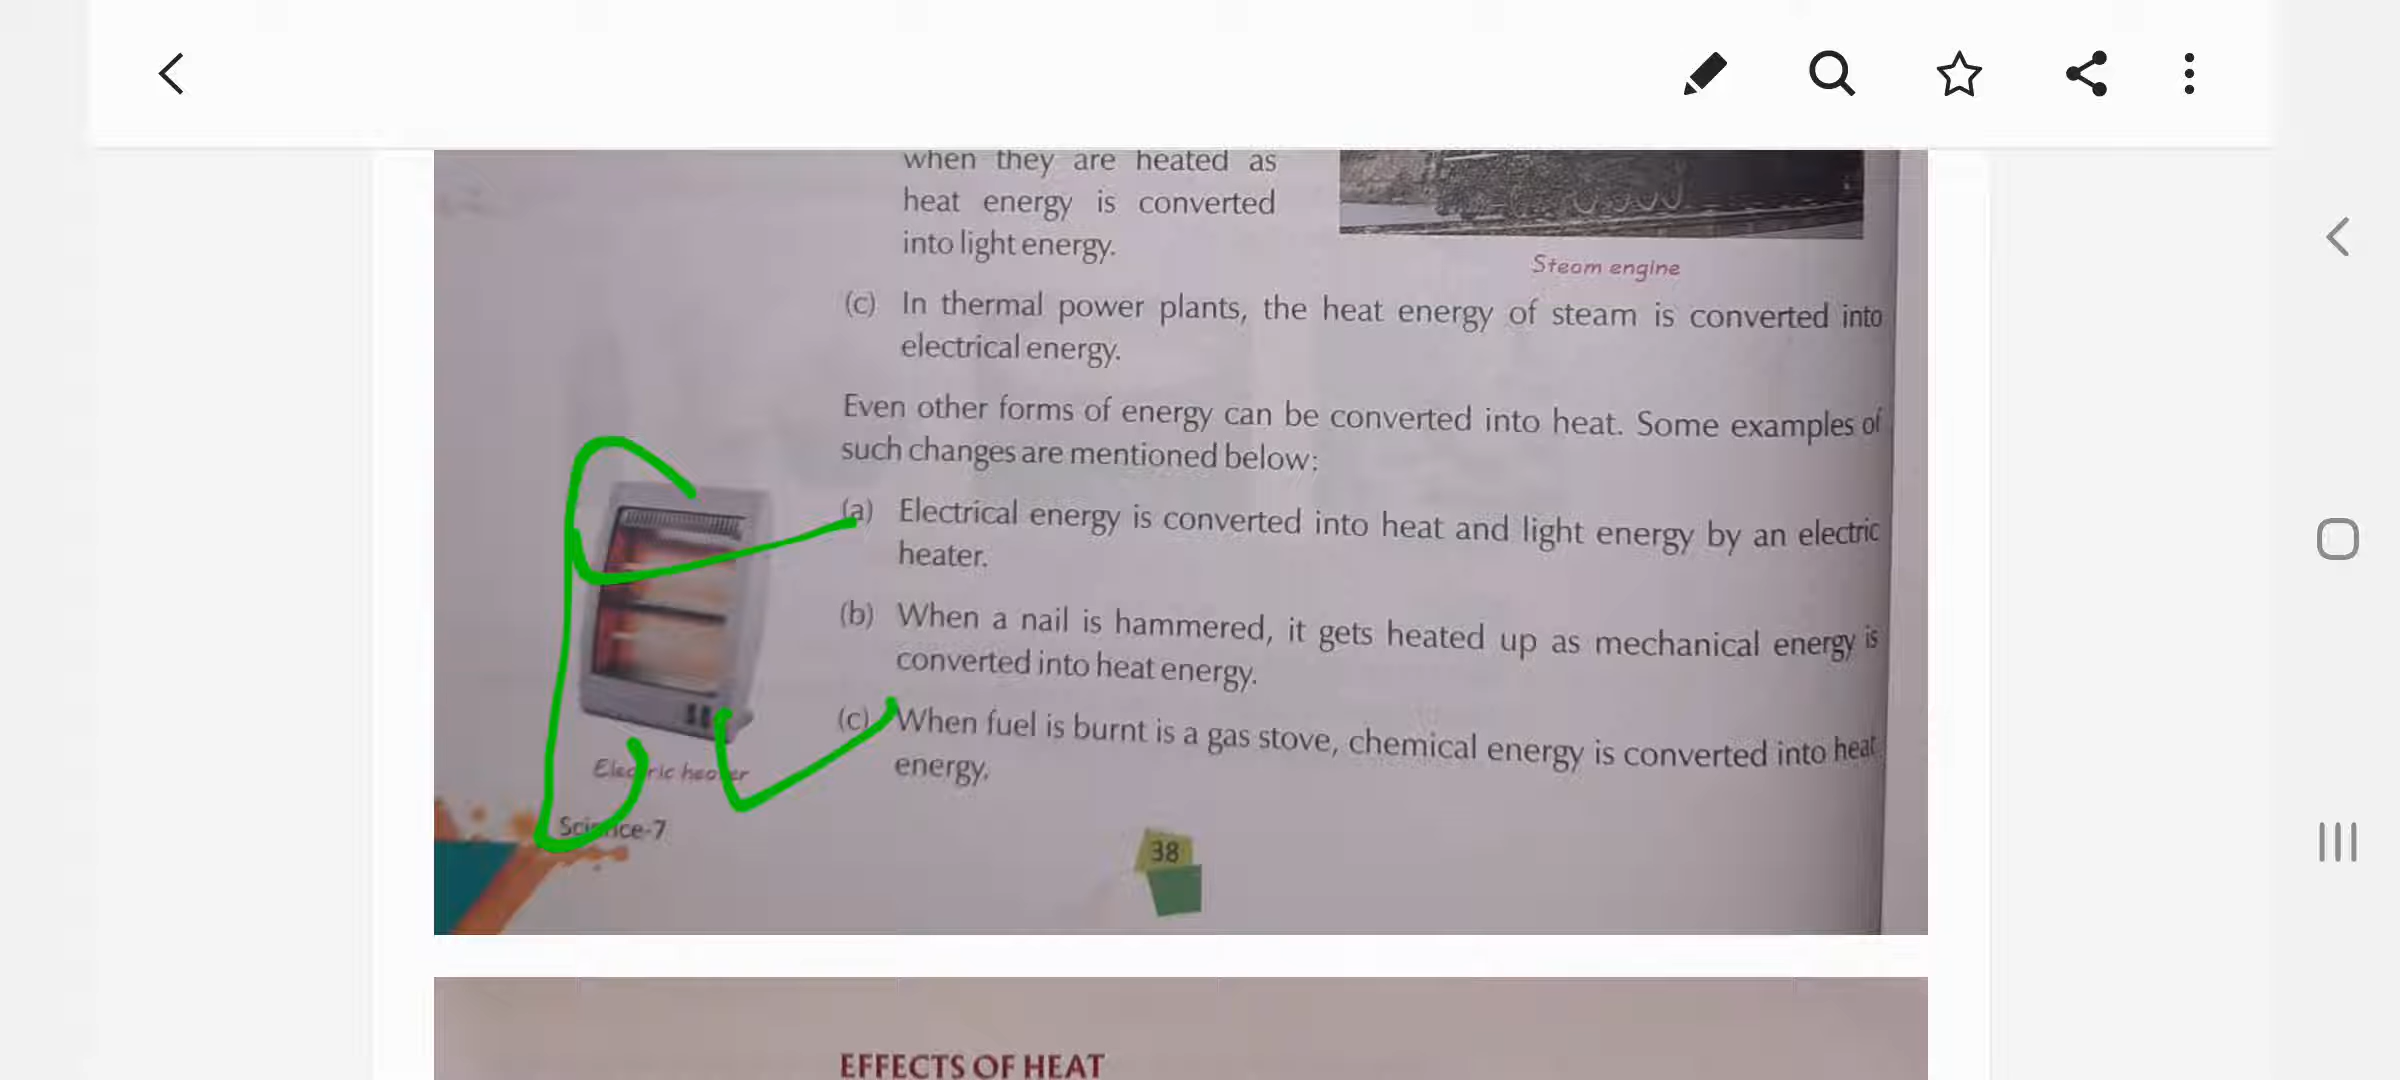 when they are heated as
heat energy is converted
into light energy.
Steam engine
(c) In thermal power plants, the heat energy of steam is converted into
electrical energy.
Even other forms of energy can be converted into heat. Some examples of
such changes are mentioned below:
(a) Electrical energy is converted into heat and light energy by an electric
heater.
(b) When a nail is hammered, it gets heated up as mechanical energy is
converted into heat energy.
(c) When fuel is burnt is a gas stove, chemical energy is converted into heat
energy.
Electric heater
Science-7
38
EFFECTS OF HEAT